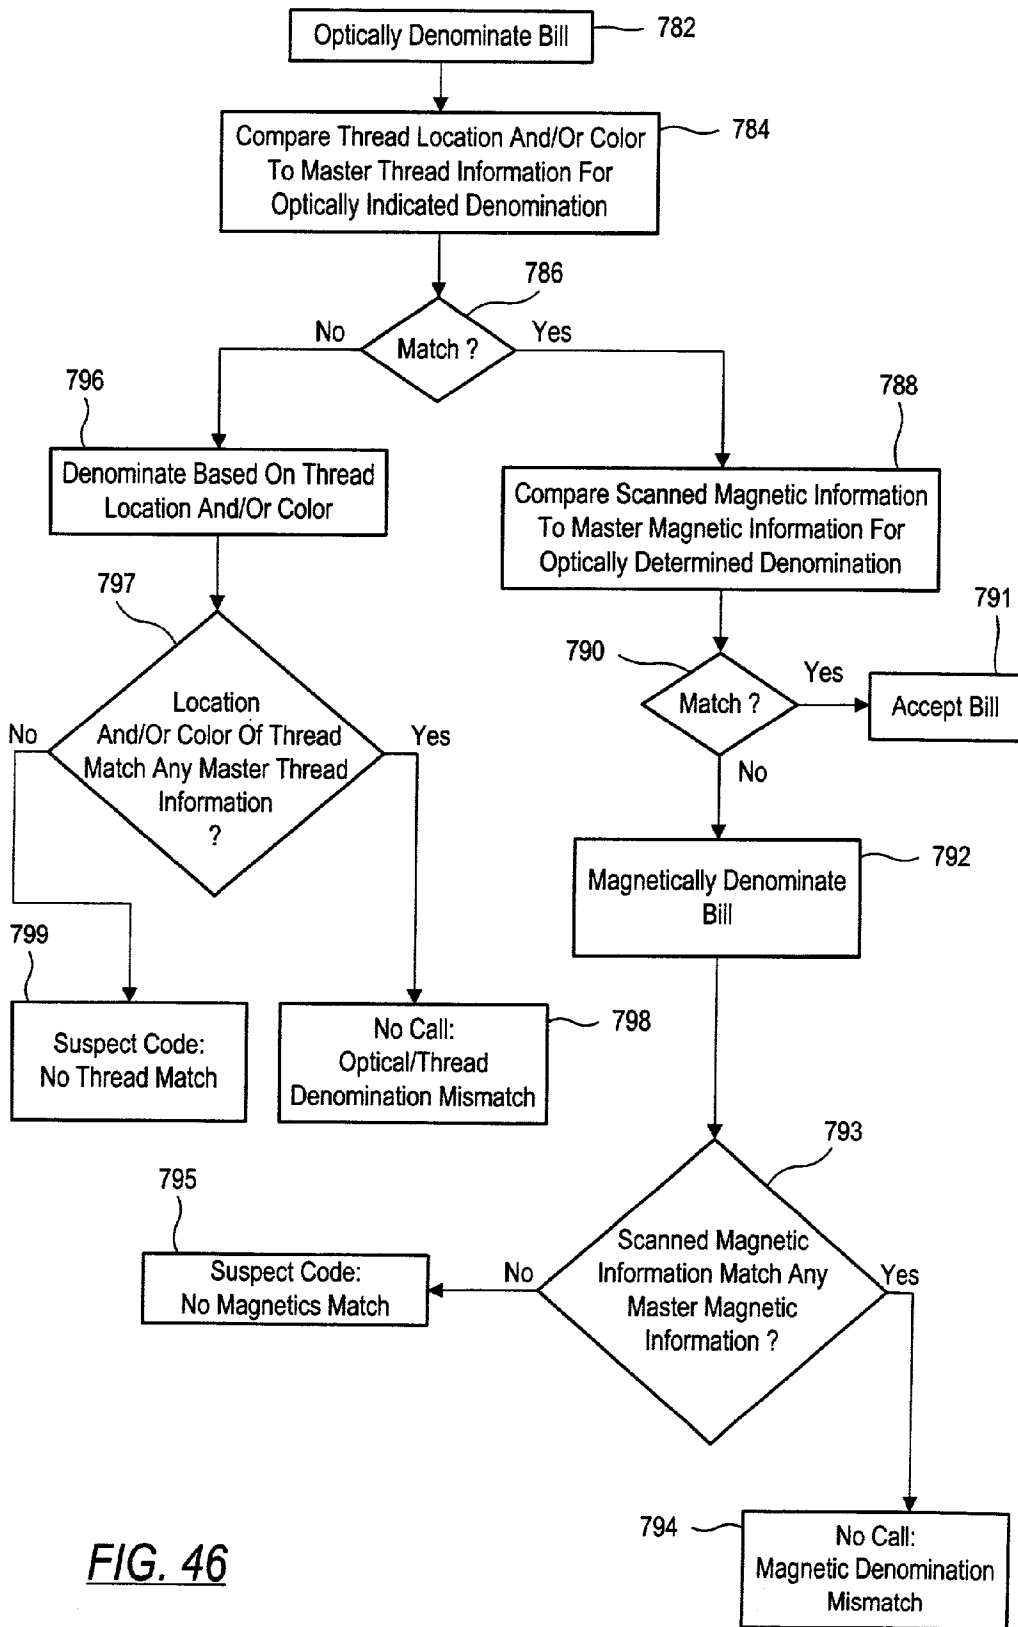 Optically Denominate Bill
782
Compare Thread Location And/Or Color
To Master Thread Information For
Optically Indicated Denomination
784
786
No
Match ?
Yes
796
Denominate Based On Thread
Location And/Or Color
788
Compare Scanned Magnetic Information
To Master Magnetic Information For
Optically Determined Denomination
797
Location
And/Or Color Of Thread
Match Any Master Thread
Information
?
No
Yes
790
Match ?
Yes
No
791
Accept Bill
792
Magnetically Denominate
Bill
799
Suspect Code:
No Thread Match
No Call:
Optical/Thread
Denomination Mismatch
798
793
Scanned Magnetic
Information Match Any
Master Magnetic
Information ?
No
Yes
795
Suspect Code:
No Magnetics Match
794
No Call:
Magnetic Denomination
Mismatch
FIG. 46